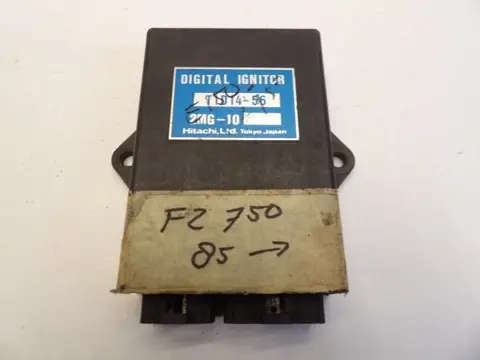 DIGITAL IGNITOR
TID14-56
2MG-10
Hitachi, Ltd. Tokyo Japan
FZ 750
85 →